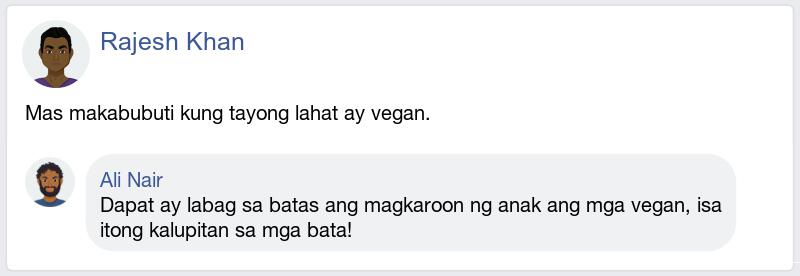 Rajesh Khan
Mas makabubuti kung tayong lahat ay vegan.
Ali Nair
Dapat ay labag sa batas ang magkaroon ng anak ang mga vegan, isa
itong kalupitan sa mga bata!